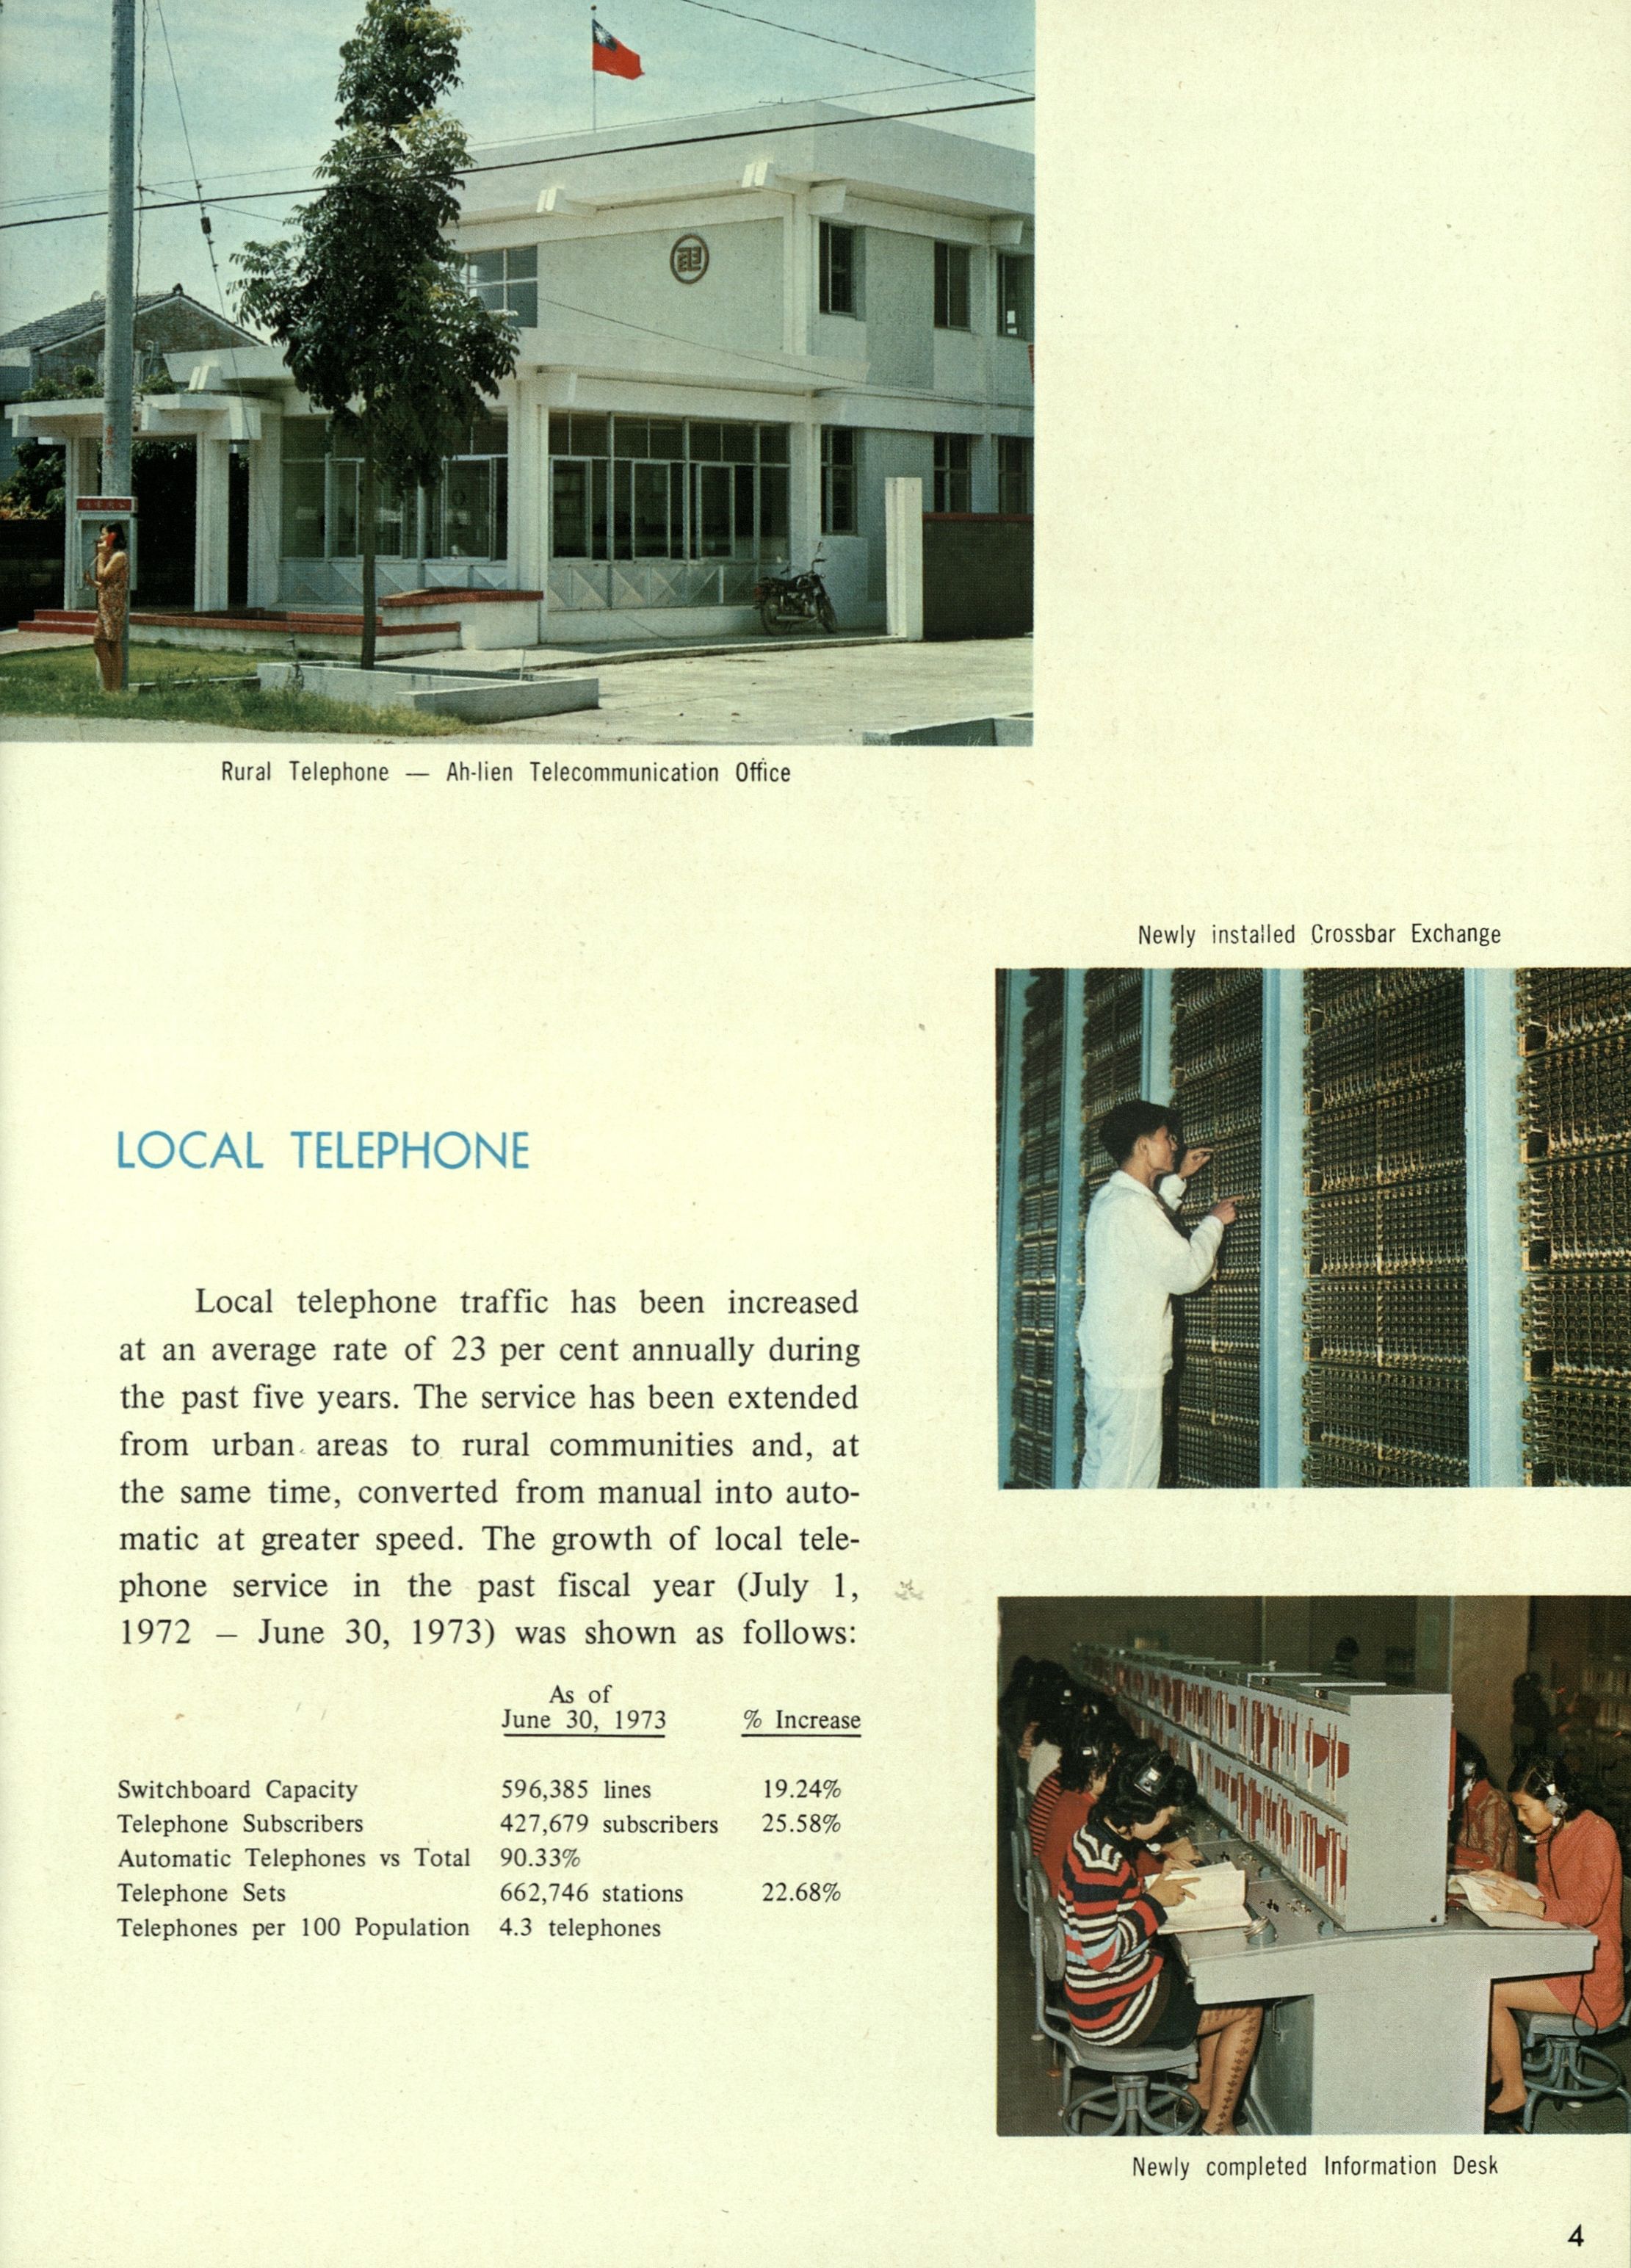 Rural Telephone — Ah-lien Telecommunication Office
Newly installed Crossbar Exchange
LOCAL TELEPHONE
Local telephone traffic has been increased
at an average rate of 23 per cent annually during
the past five years. The service has been extended
from urban areas to rural communities and, at
the same time, converted from manual into auto-
matic at greater speed. The growth of local tele-
phone service in the past fiscal year (July 1,
1972 — June 30, 1973) was shown as follows:
As of
June 30, 1973 % Increase
Switchboard Capacity 596,385 lines 19.24%
Telephone Subscribers 427,679 subscribers 25.58%
Automatic Telephones vs Total 90.33%
Telephone Sets 662,746 stations 22.68%
Telephones per 100 Population 4.3 telephones
Newly completed Information Desk
4